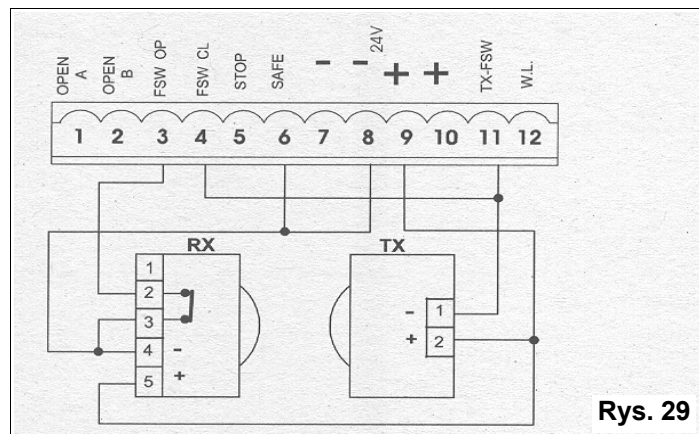 OPEN A
OPEN B
FSW OP
FSW CL
STOP
SAFE
- - 24V + +
TX-FSW
W.L.
1 2 3 4 5 6 7 8 9 10 11 12
RX
1
2
3
4 -
5 +
TX
- 1
+ 2
Rys. 29